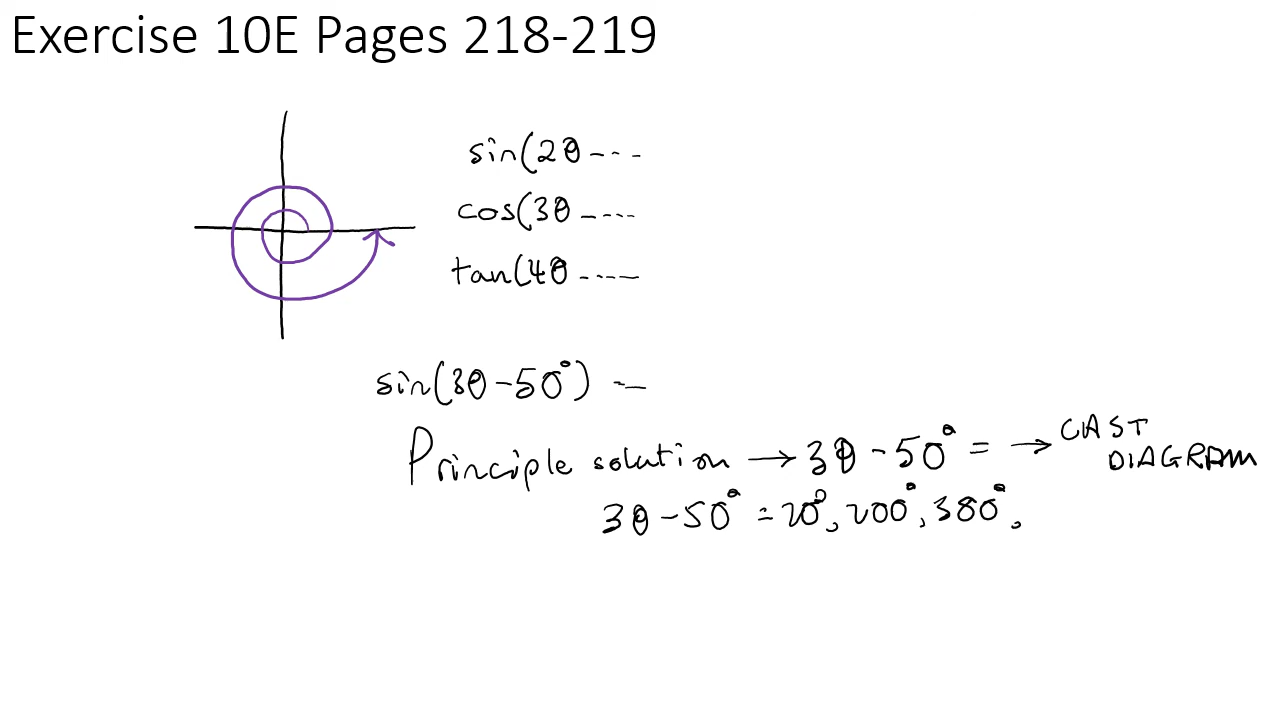 Exercise 10E Pages 218-219
sin(2θ ---
cos(3θ ----
tan(4θ ----
sin(3θ-50°) =
Principle solution → 3θ-50° = → CAST
DIAGRAM
3θ-50° = 20°, 200°, 380°,